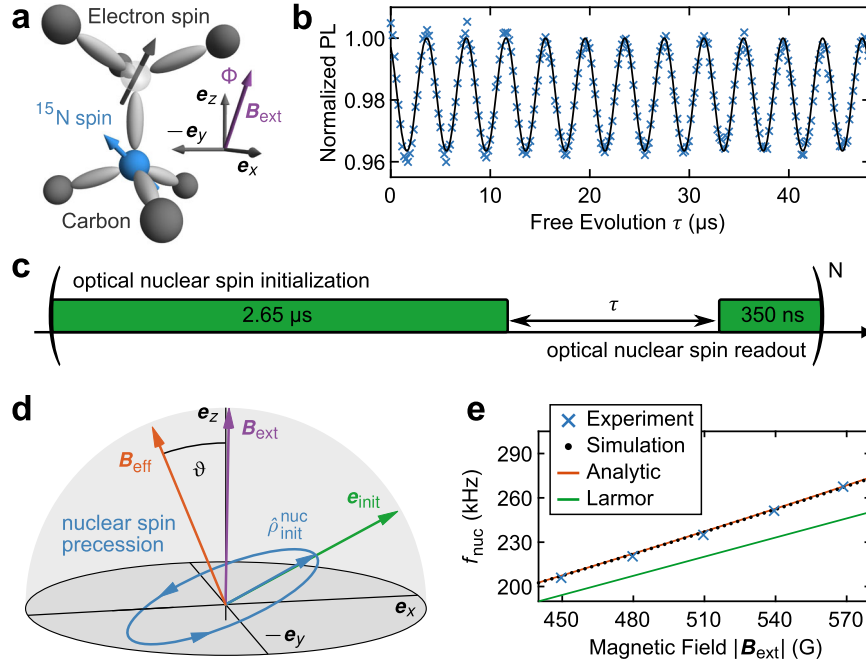 a
Electron spin
¹⁵N spin
Carbon
Φ
B_ext
e_z
−e_y
e_x
b
Normalized PL
1.00
0.98
0.96
0
10
20
30
40
Free Evolution τ (μs)
c
optical nuclear spin initialization
2.65 μs
τ
350 ns
optical nuclear spin readout
N
d
e_z
B_ext
B_eff
ϑ
e_init
nuclear spin
precession
ρ̂_init^nuc
e_x
−e_y
e
Experiment
Simulation
Analytic
Larmor
f_nuc (kHz)
290
260
230
200
450
480
510
540
570
Magnetic Field |B_ext| (G)